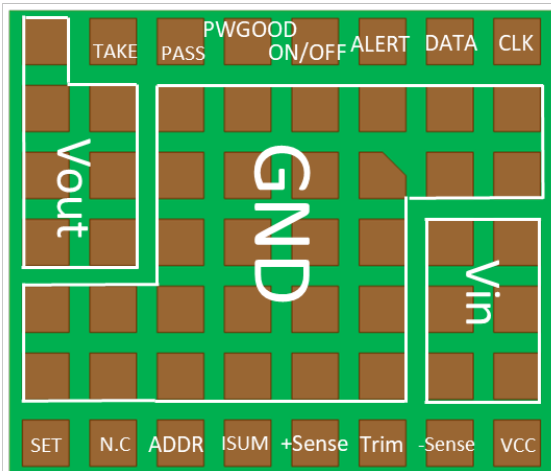 TAKE PASS PWGOOD ON/OFF ALERT DATA CLK
Vout
GND
Vin
SET N.C ADDR ISUM +Sense Trim -Sense VCC